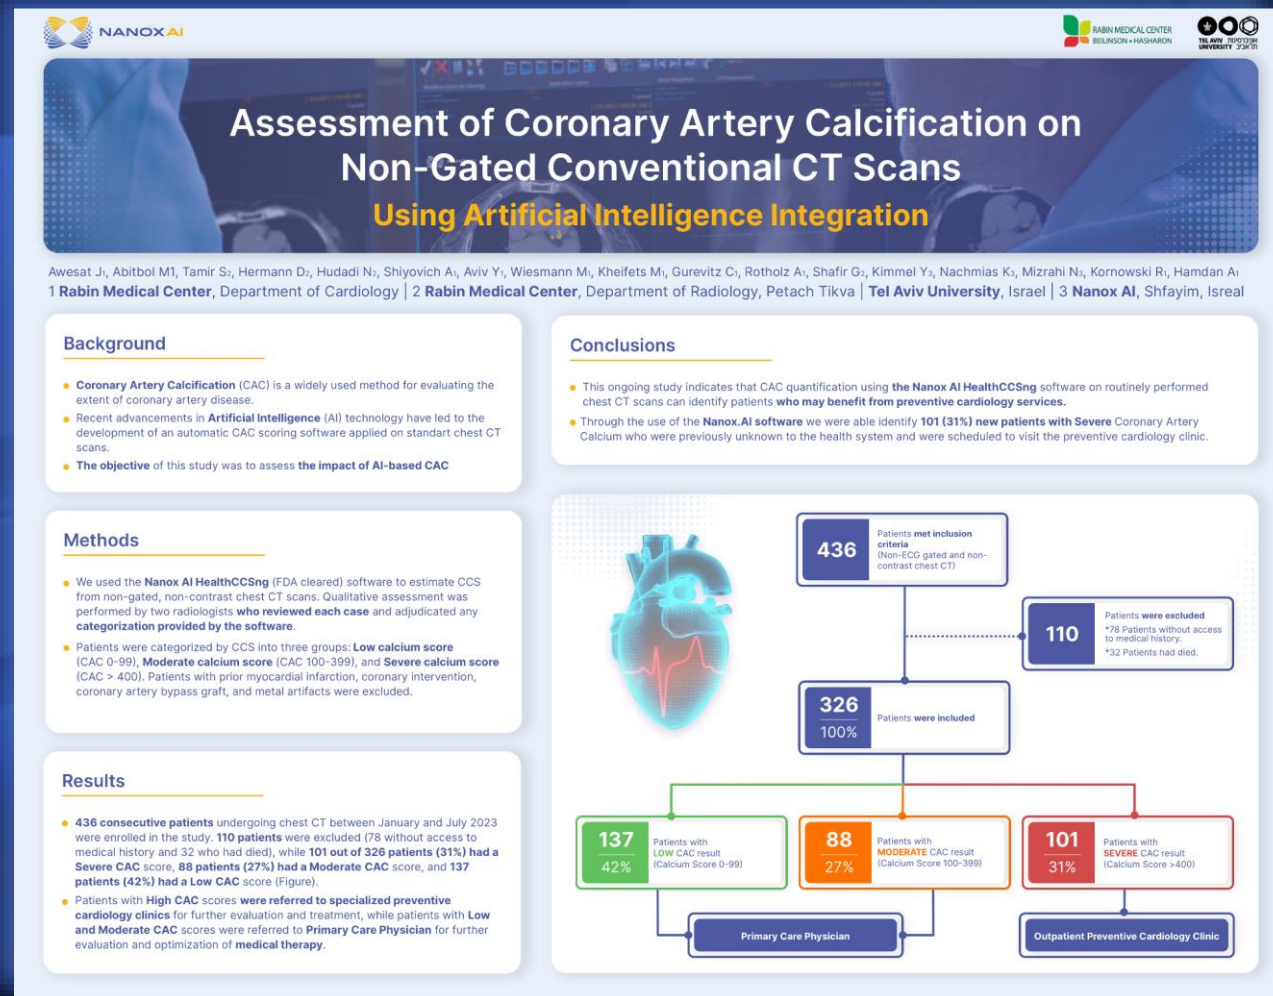 NANOX AI
RABIN MEDICAL CENTER
BEILINSON • HASHARON
TEL AVIV אוניברסיטת
UNIVERSITY תל אביב
Assessment of Coronary Artery Calcification on
Non-Gated Conventional CT Scans
Using Artificial Intelligence Integration
Awesat J₁, Abitbol M1, Tamir S₂, Hermann D₂, Hudadi N₂, Shiyovich A₁, Aviv Y₁, Wiesmann M₁, Kheifets M₁, Gurevitz C₁, Rotholz A₁, Shafir G₂, Kimmel Y₃, Nachmias K₃, Mizrahi N₃, Kornowski R₁, Hamdan A₁
1 Rabin Medical Center, Department of Cardiology | 2 Rabin Medical Center, Department of Radiology, Petach Tikva | Tel Aviv University, Israel | 3 Nanox AI, Shfayim, Isreal
Background
• Coronary Artery Calcification (CAC) is a widely used method for evaluating the
extent of coronary artery disease.
• Recent advancements in Artificial Intelligence (AI) technology have led to the
development of an automatic CAC scoring software applied on standart chest CT
scans.
• The objective of this study was to assess the impact of AI-based CAC
Methods
• We used the Nanox AI HealthCCSng (FDA cleared) software to estimate CCS
from non-gated, non-contrast chest CT scans. Qualitative assessment was
performed by two radiologists who reviewed each case and adjudicated any
categorization provided by the software.
• Patients were categorized by CCS into three groups: Low calcium score
(CAC 0-99), Moderate calcium score (CAC 100-399), and Severe calcium score
(CAC > 400). Patients with prior myocardial infarction, coronary intervention,
coronary artery bypass graft, and metal artifacts were excluded.
Results
• 436 consecutive patients undergoing chest CT between January and July 2023
were enrolled in the study. 110 patients were excluded (78 without access to
medical history and 32 who had died), while 101 out of 326 patients (31%) had a
Severe CAC score, 88 patients (27%) had a Moderate CAC score, and 137
patients (42%) had a Low CAC score (Figure).
• Patients with High CAC scores were referred to specialized preventive
cardiology clinics for further evaluation and treatment, while patients with Low
and Moderate CAC scores were referred to Primary Care Physician for further
evaluation and optimization of medical therapy.
Conclusions
• This ongoing study indicates that CAC quantification using the Nanox AI HealthCCSng software on routinely performed
chest CT scans can identify patients who may benefit from preventive cardiology services.
• Through the use of the Nanox.AI software we were able identify 101 (31%) new patients with Severe Coronary Artery
Calcium who were previously unknown to the health system and were scheduled to visit the preventive cardiology clinic.
436
Patients met inclusion
criteria
(Non-ECG gated and non-
contrast chest CT)
110
Patients were excluded
*78 Patients without access
to medical history.
*32 Patients had died.
326
100%
Patients were included
137
42%
Patients with
LOW CAC result
(Calcium Score 0-99)
88
27%
Patients with
MODERATE CAC result
(Calcium Score 100-399)
101
31%
Patients with
SEVERE CAC result
(Calcium Score >400)
Primary Care Physician
Outpatient Preventive Cardiology Clinic